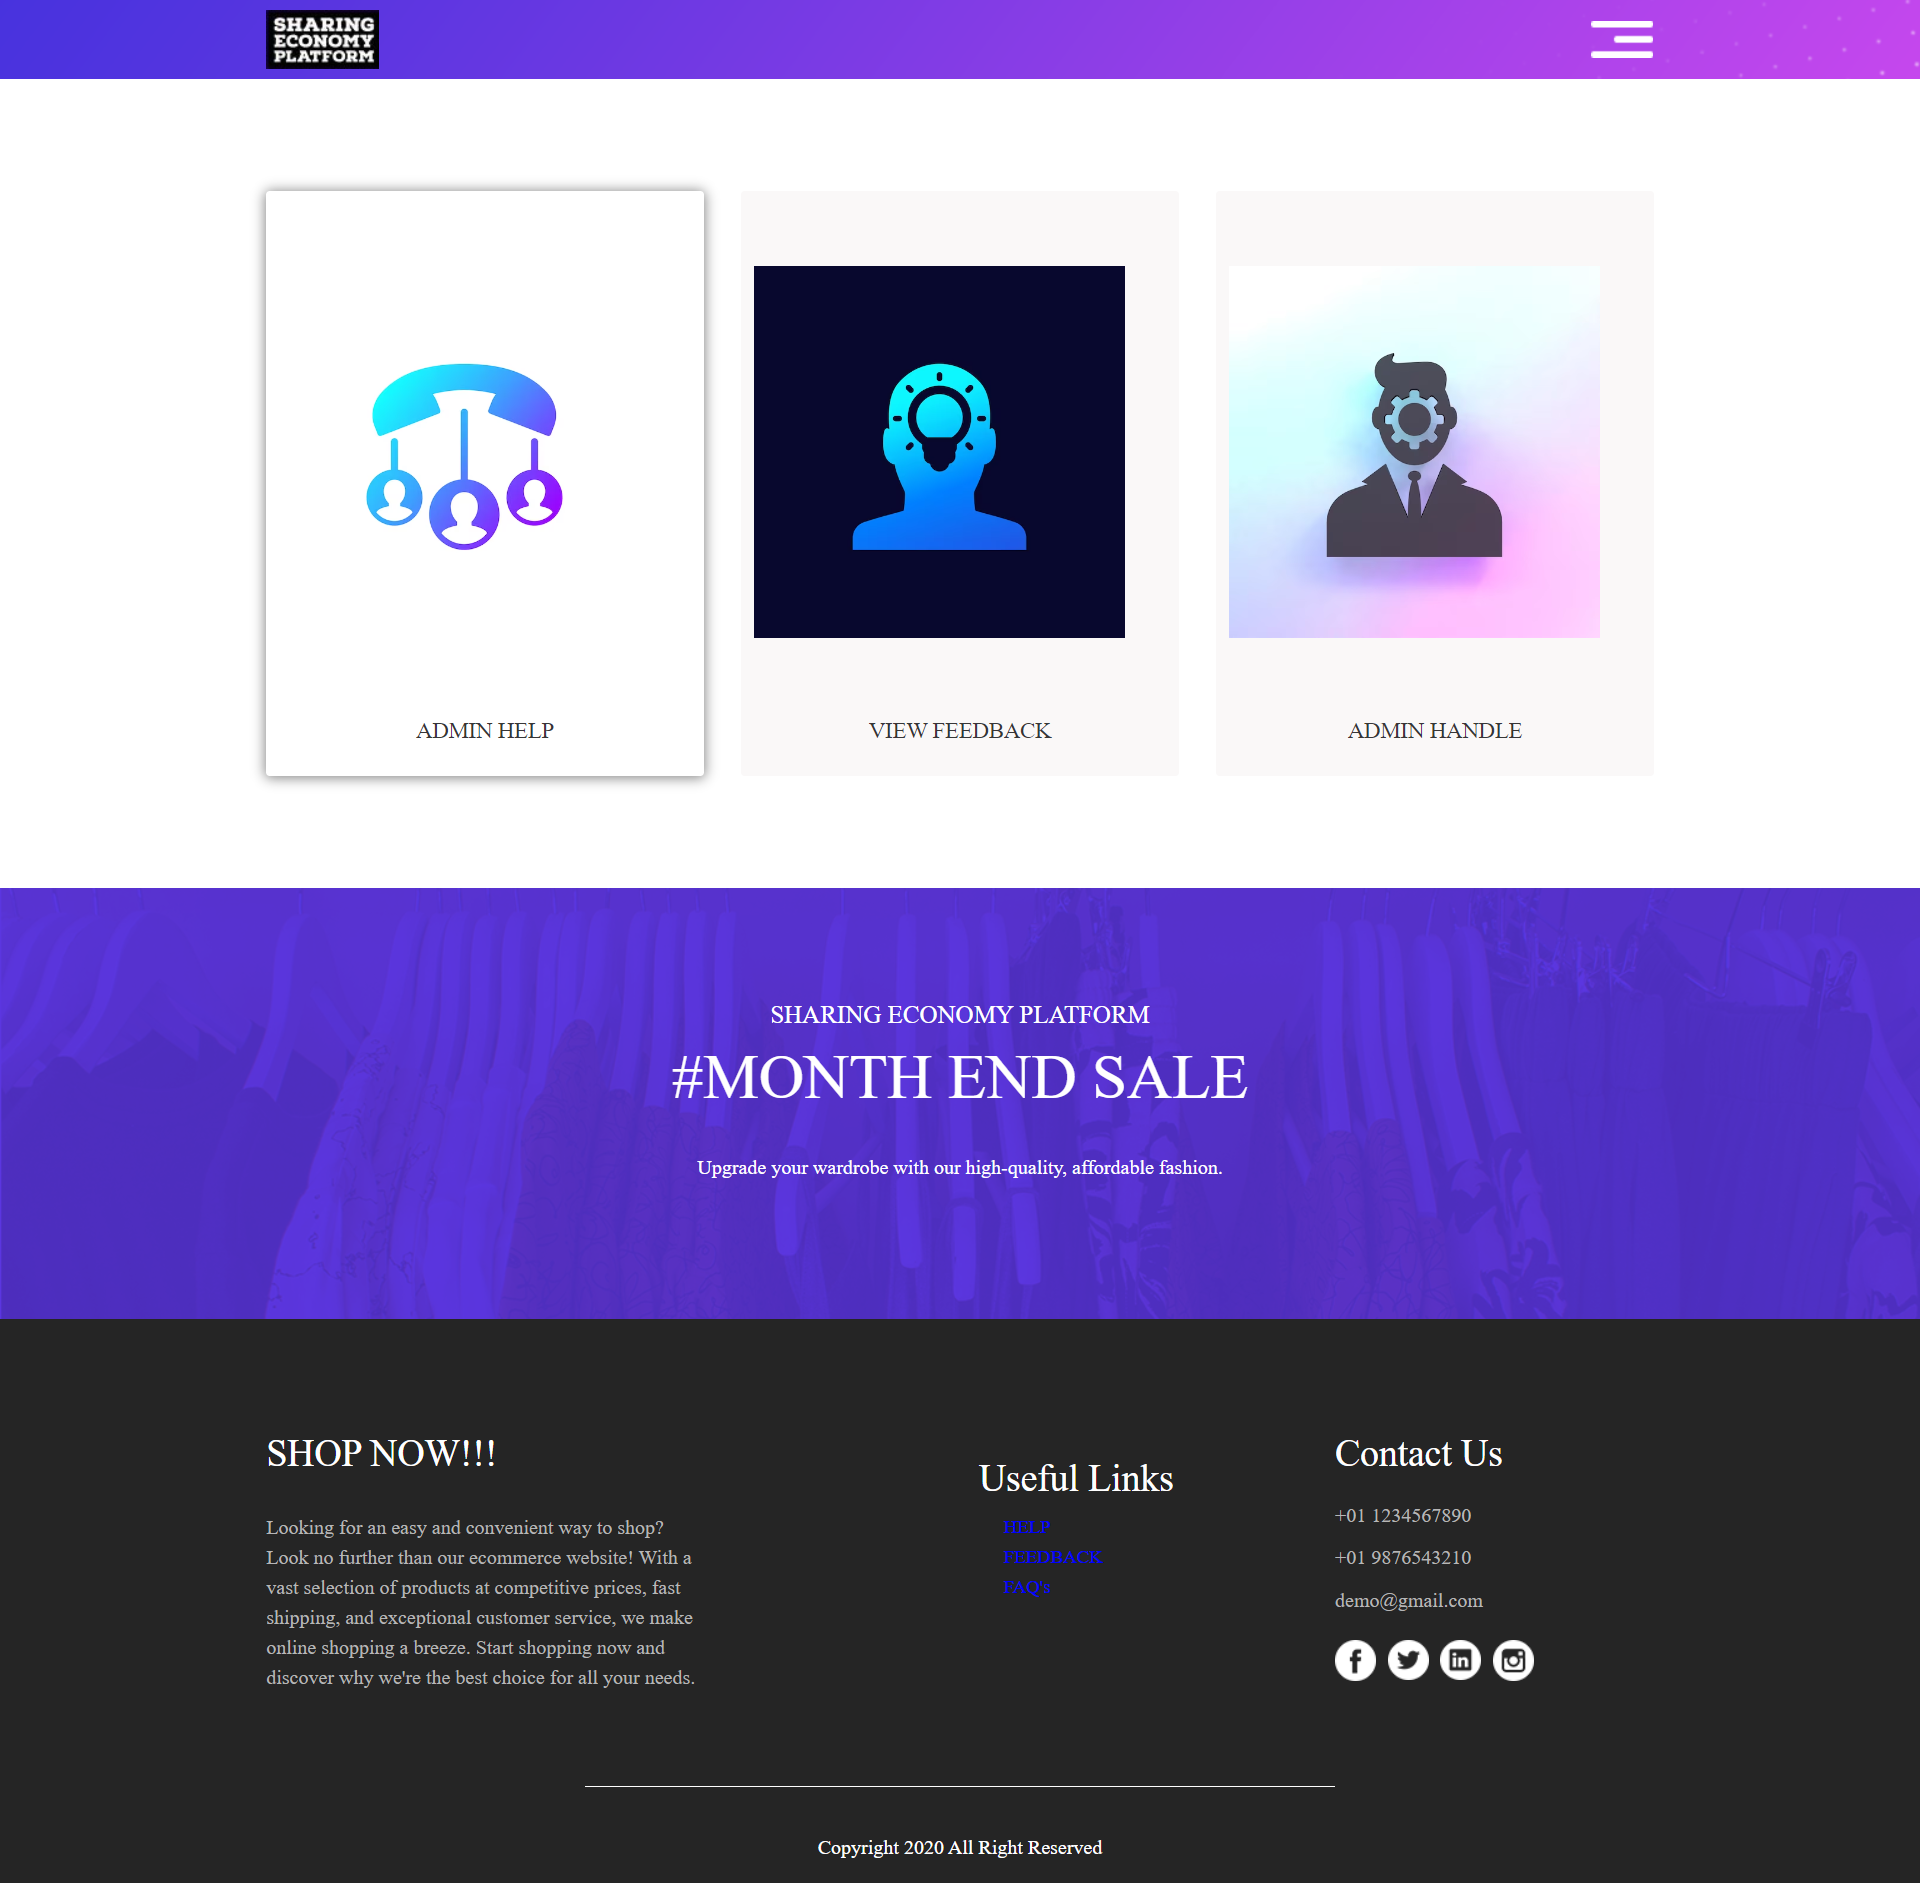 SHARING
ECONOMY
PLATFORM
ADMIN HELP
VIEW FEEDBACK
ADMIN HANDLE
SHARING ECONOMY PLATFORM
#MONTH END SALE
Upgrade your wardrobe with our high-quality, affordable fashion.
SHOP NOW!!!
Looking for an easy and convenient way to shop?
Look no further than our ecommerce website! With a
vast selection of products at competitive prices, fast
shipping, and exceptional customer service, we make
online shopping a breeze. Start shopping now and
discover why we're the best choice for all your needs.
Useful Links
HELP
FEEDBACK
FAQ's
Contact Us
+01 1234567890
+01 9876543210
demo@gmail.com
Copyright 2020 All Right Reserved